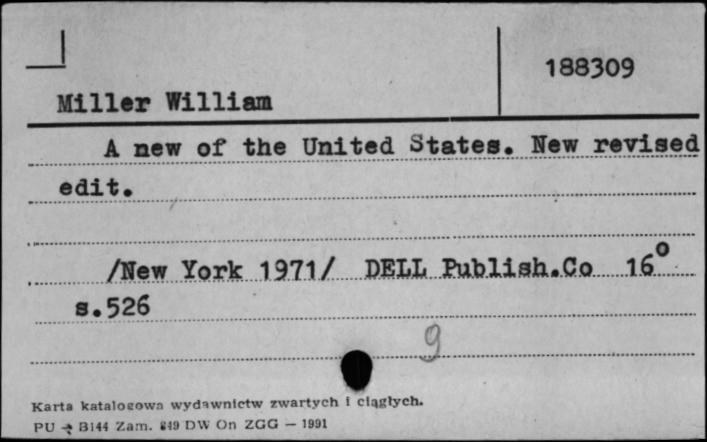 188309
Miller William
A new of the United States. New revised
edit.
/New York 1971/ DELL Publish.Co 16°
s.526
9
Karta katalogowa wydawnictw zwartych i ciągłych.
PU B144 Zam. 849 DW On ZGG — 1991